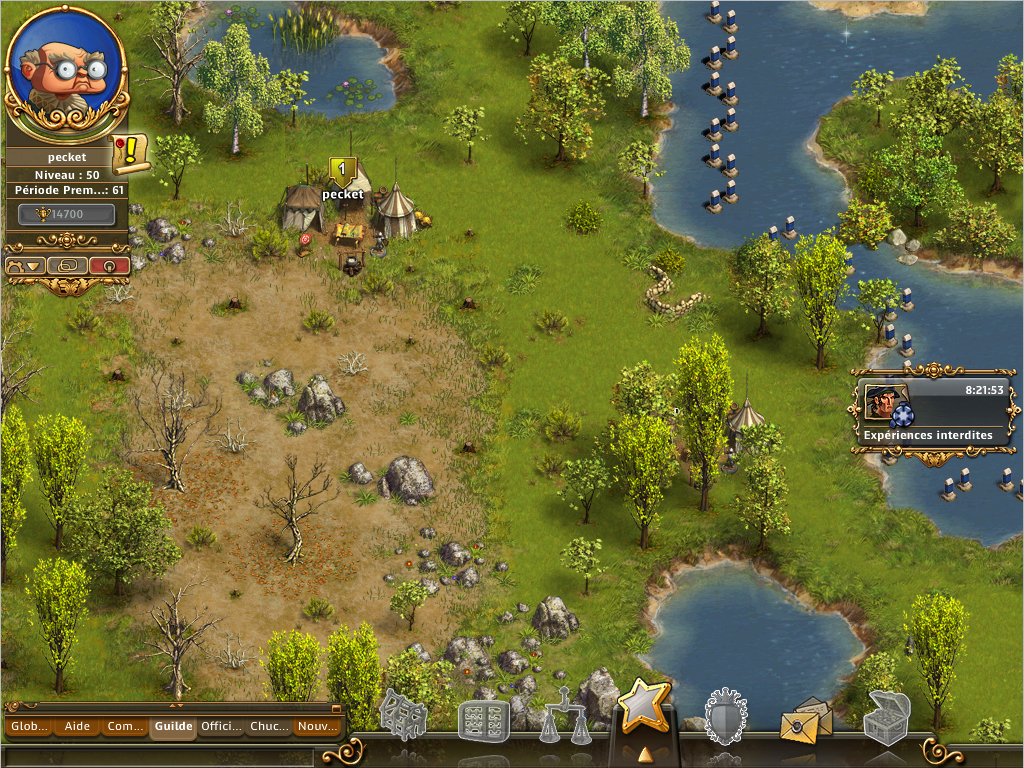 pecket
Niveau : 50
Période Prem...: 61
14700
1
pecket
8:21:53
Expériences interdites
Glob... Aide Com... Guilde Offici... Chuc... Nouv...